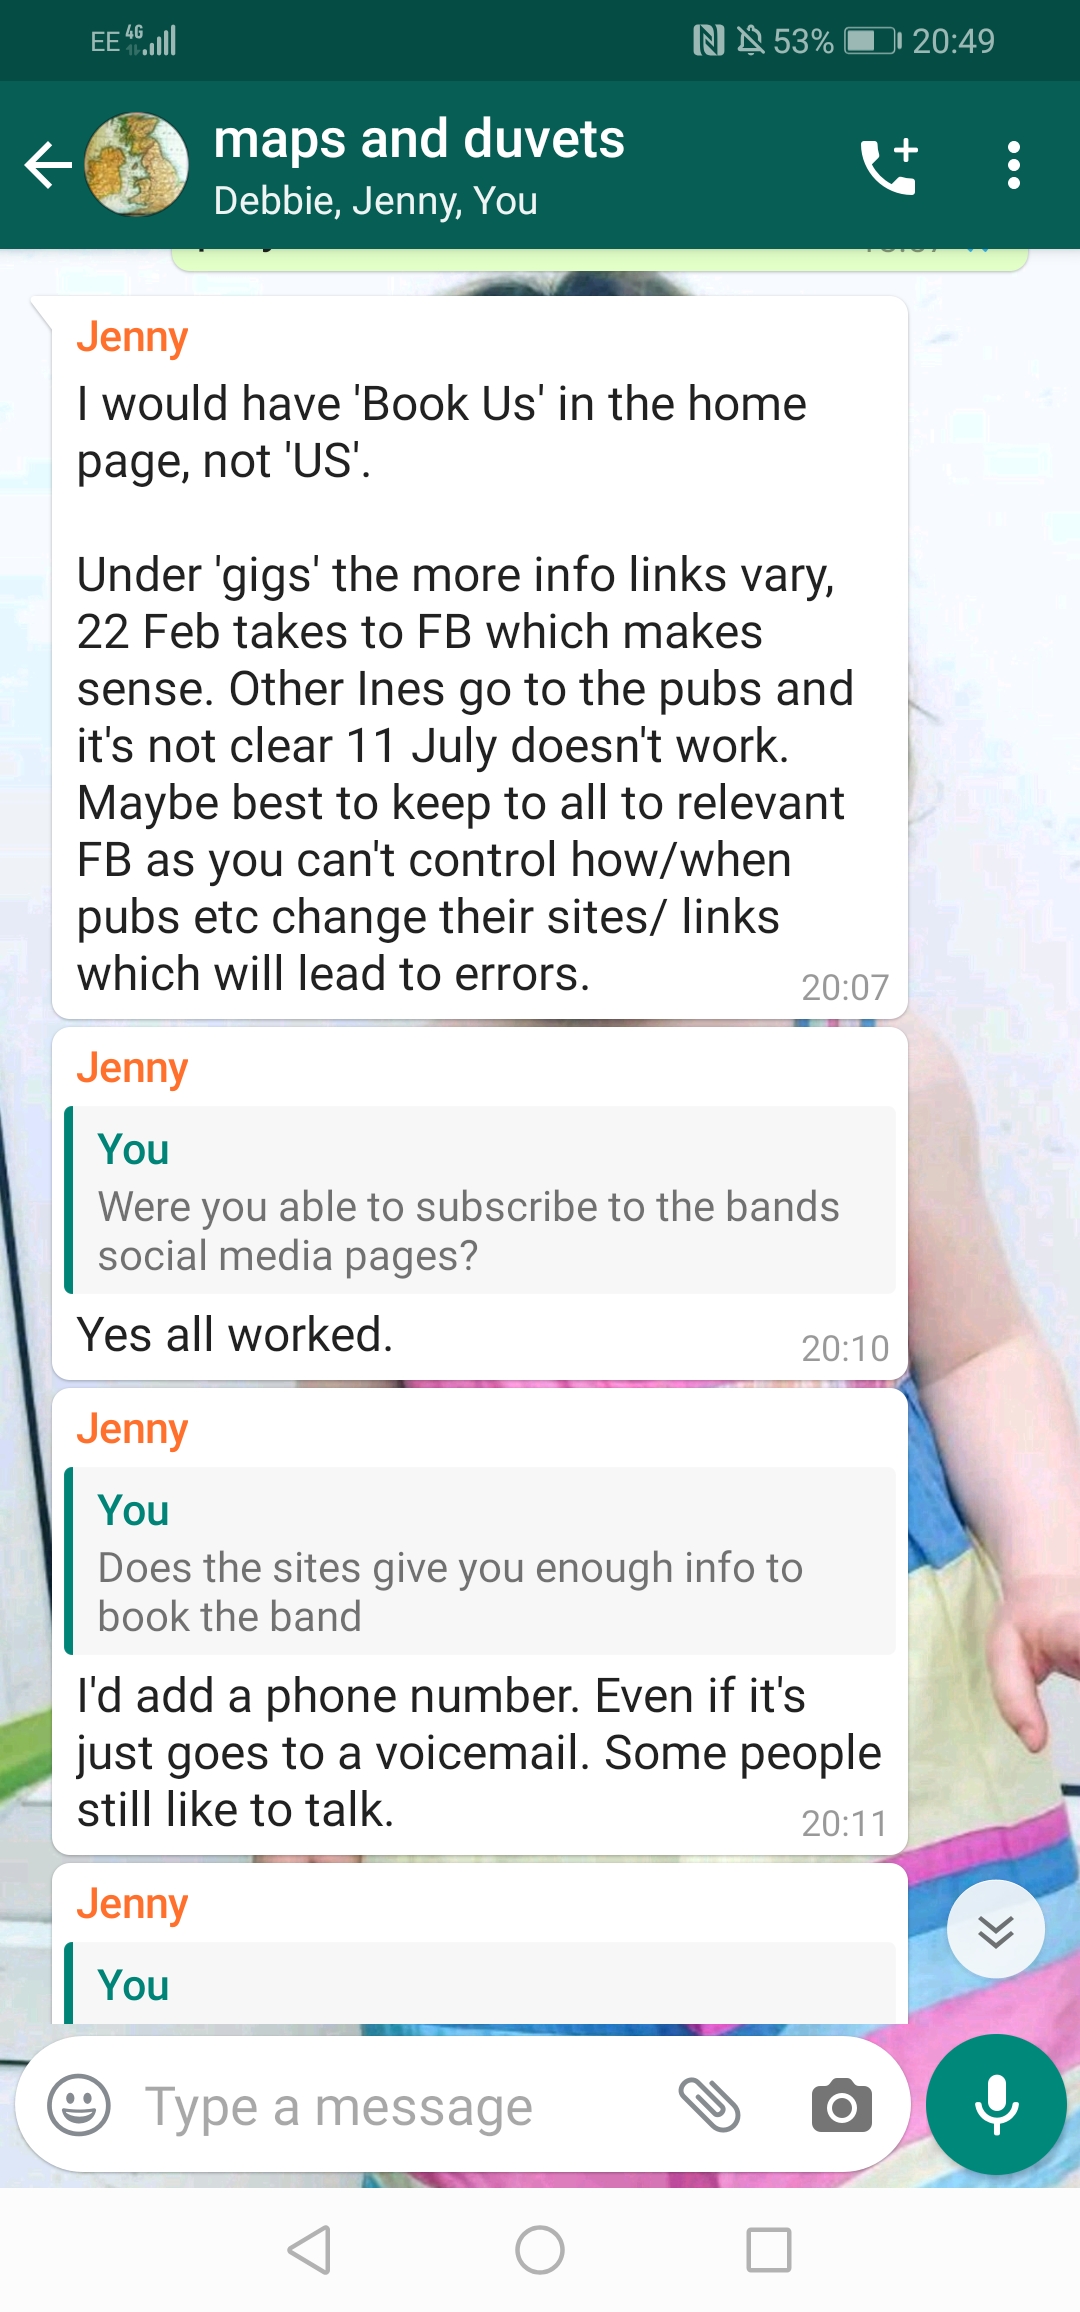 EE 4G 53% 20:49
maps and duvets
Debbie, Jenny, You
Jenny
I would have 'Book Us' in the home
page, not 'US'.
Under 'gigs' the more info links vary,
22 Feb takes to FB which makes
sense. Other Ines go to the pubs and
it's not clear 11 July doesn't work.
Maybe best to keep to all to relevant
FB as you can't control how/when
pubs etc change their sites/ links
which will lead to errors.
20:07
Jenny
You
Were you able to subscribe to the bands
social media pages?
Yes all worked.
20:10
Jenny
You
Does the sites give you enough info to
book the band
I'd add a phone number. Even if it's
just goes to a voicemail. Some people
still like to talk.
20:11
Jenny
You
Type a message